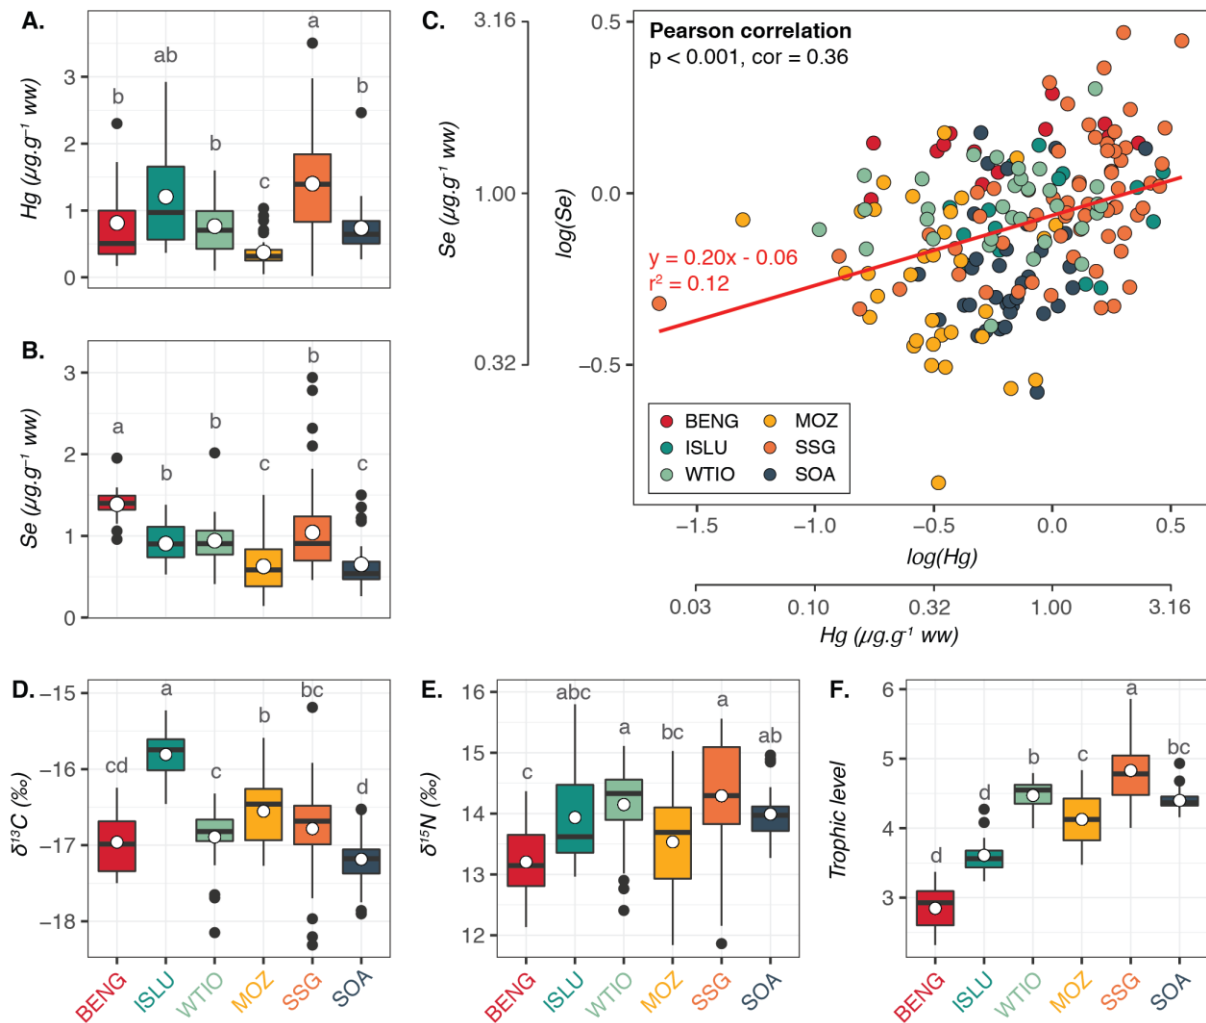 A.
Hg (µg.g⁻¹ ww)
3
2
1
0
b
ab
b
c
a
b
B.
Se (µg.g⁻¹ ww)
3
2
1
0
a
b
b
c
b
c
C.
Se (µg.g⁻¹ ww)
3.16
1.00
0.32
log(Se)
0.5
0.0
−0.5
Pearson correlation
p < 0.001, cor = 0.36
y = 0.20x - 0.06
r² = 0.12
BENG MOZ
ISLU SSG
WTIO SOA
−1.5 −1.0 −0.5 0.0 0.5
log(Hg)
0.03 0.10 0.32 1.00 3.16
Hg (µg.g⁻¹ ww)
D.
δ¹³C (‰)
−15
−16
−17
−18
cd
a
c
b
bc
d
BENG ISLU WTIO MOZ SSG SOA
E.
δ¹⁵N (‰)
16
15
14
13
12
c
abc
a
bc
a
ab
BENG ISLU WTIO MOZ SSG SOA
F.
Trophic level
6
5
4
3
d
d
b
c
a
bc
BENG ISLU WTIO MOZ SSG SOA